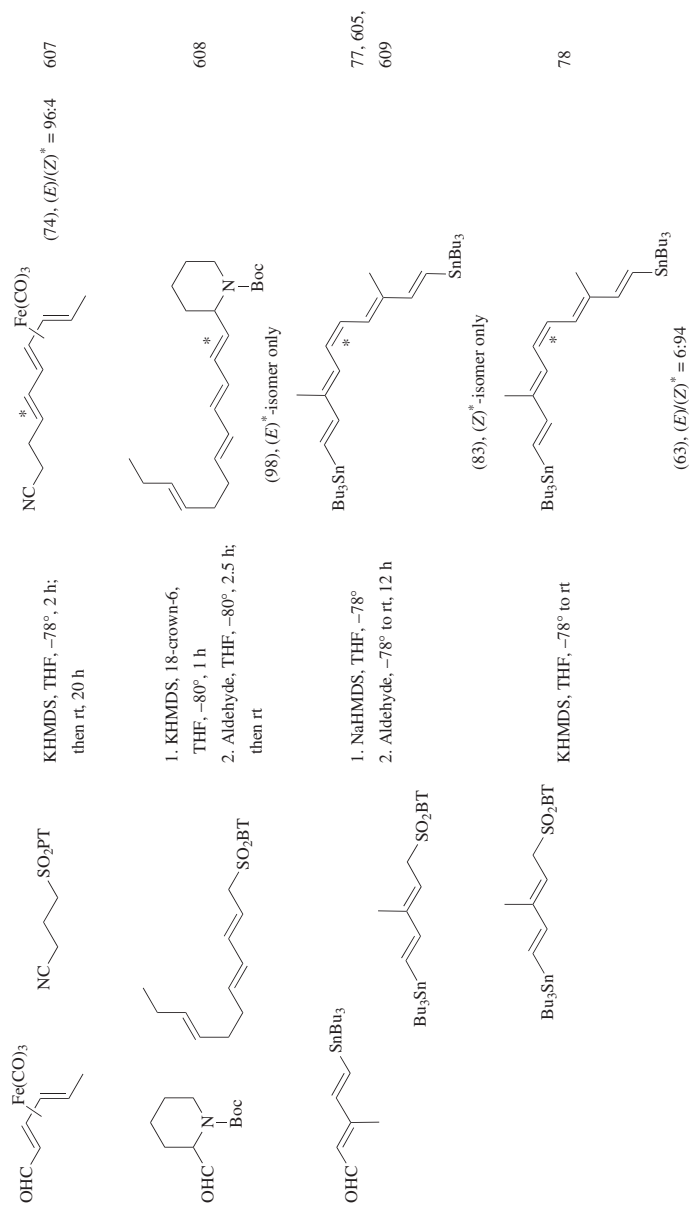 OHC
Fe(CO)3
NC
SO2PT
KHMDS, THF, –78°, 2 h;
then rt, 20 h
NC
*
Fe(CO)3
(74), (E)/(Z)* = 96:4
607
OHC
N
Boc
SO2BT
1. KHMDS, 18-crown-6,
THF, –80°, 1 h
2. Aldehyde, THF, –80°, 2.5 h;
then rt
*
N
Boc
(98), (E)*-isomer only
608
OHC
SnBu3
Bu3Sn
SO2BT
1. NaHMDS, THF, –78°
2. Aldehyde, –78° to rt, 12 h
Bu3Sn
*
SnBu3
(83), (Z)*-isomer only
77, 605,
609
Bu3Sn
SO2BT
KHMDS, THF, –78° to rt
Bu3Sn
*
SnBu3
(63), (E)/(Z)* = 6:94
78